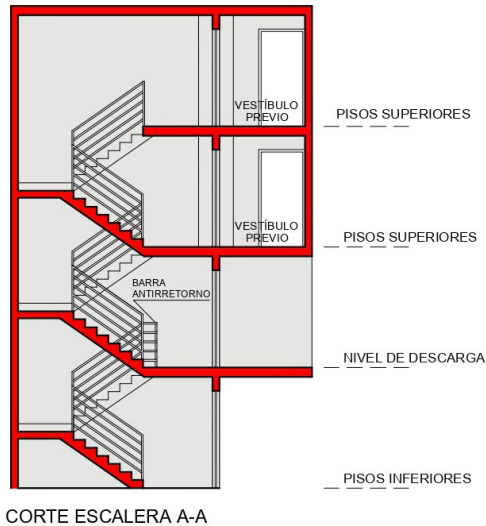 VESTÍBULO
PREVIO
PISOS SUPERIORES
VESTÍBULO
PREVIO
PISOS SUPERIORES
BARRA
ANTIRRETORNO
NIVEL DE DESCARGA
PISOS INFERIORES
CORTE ESCALERA A-A